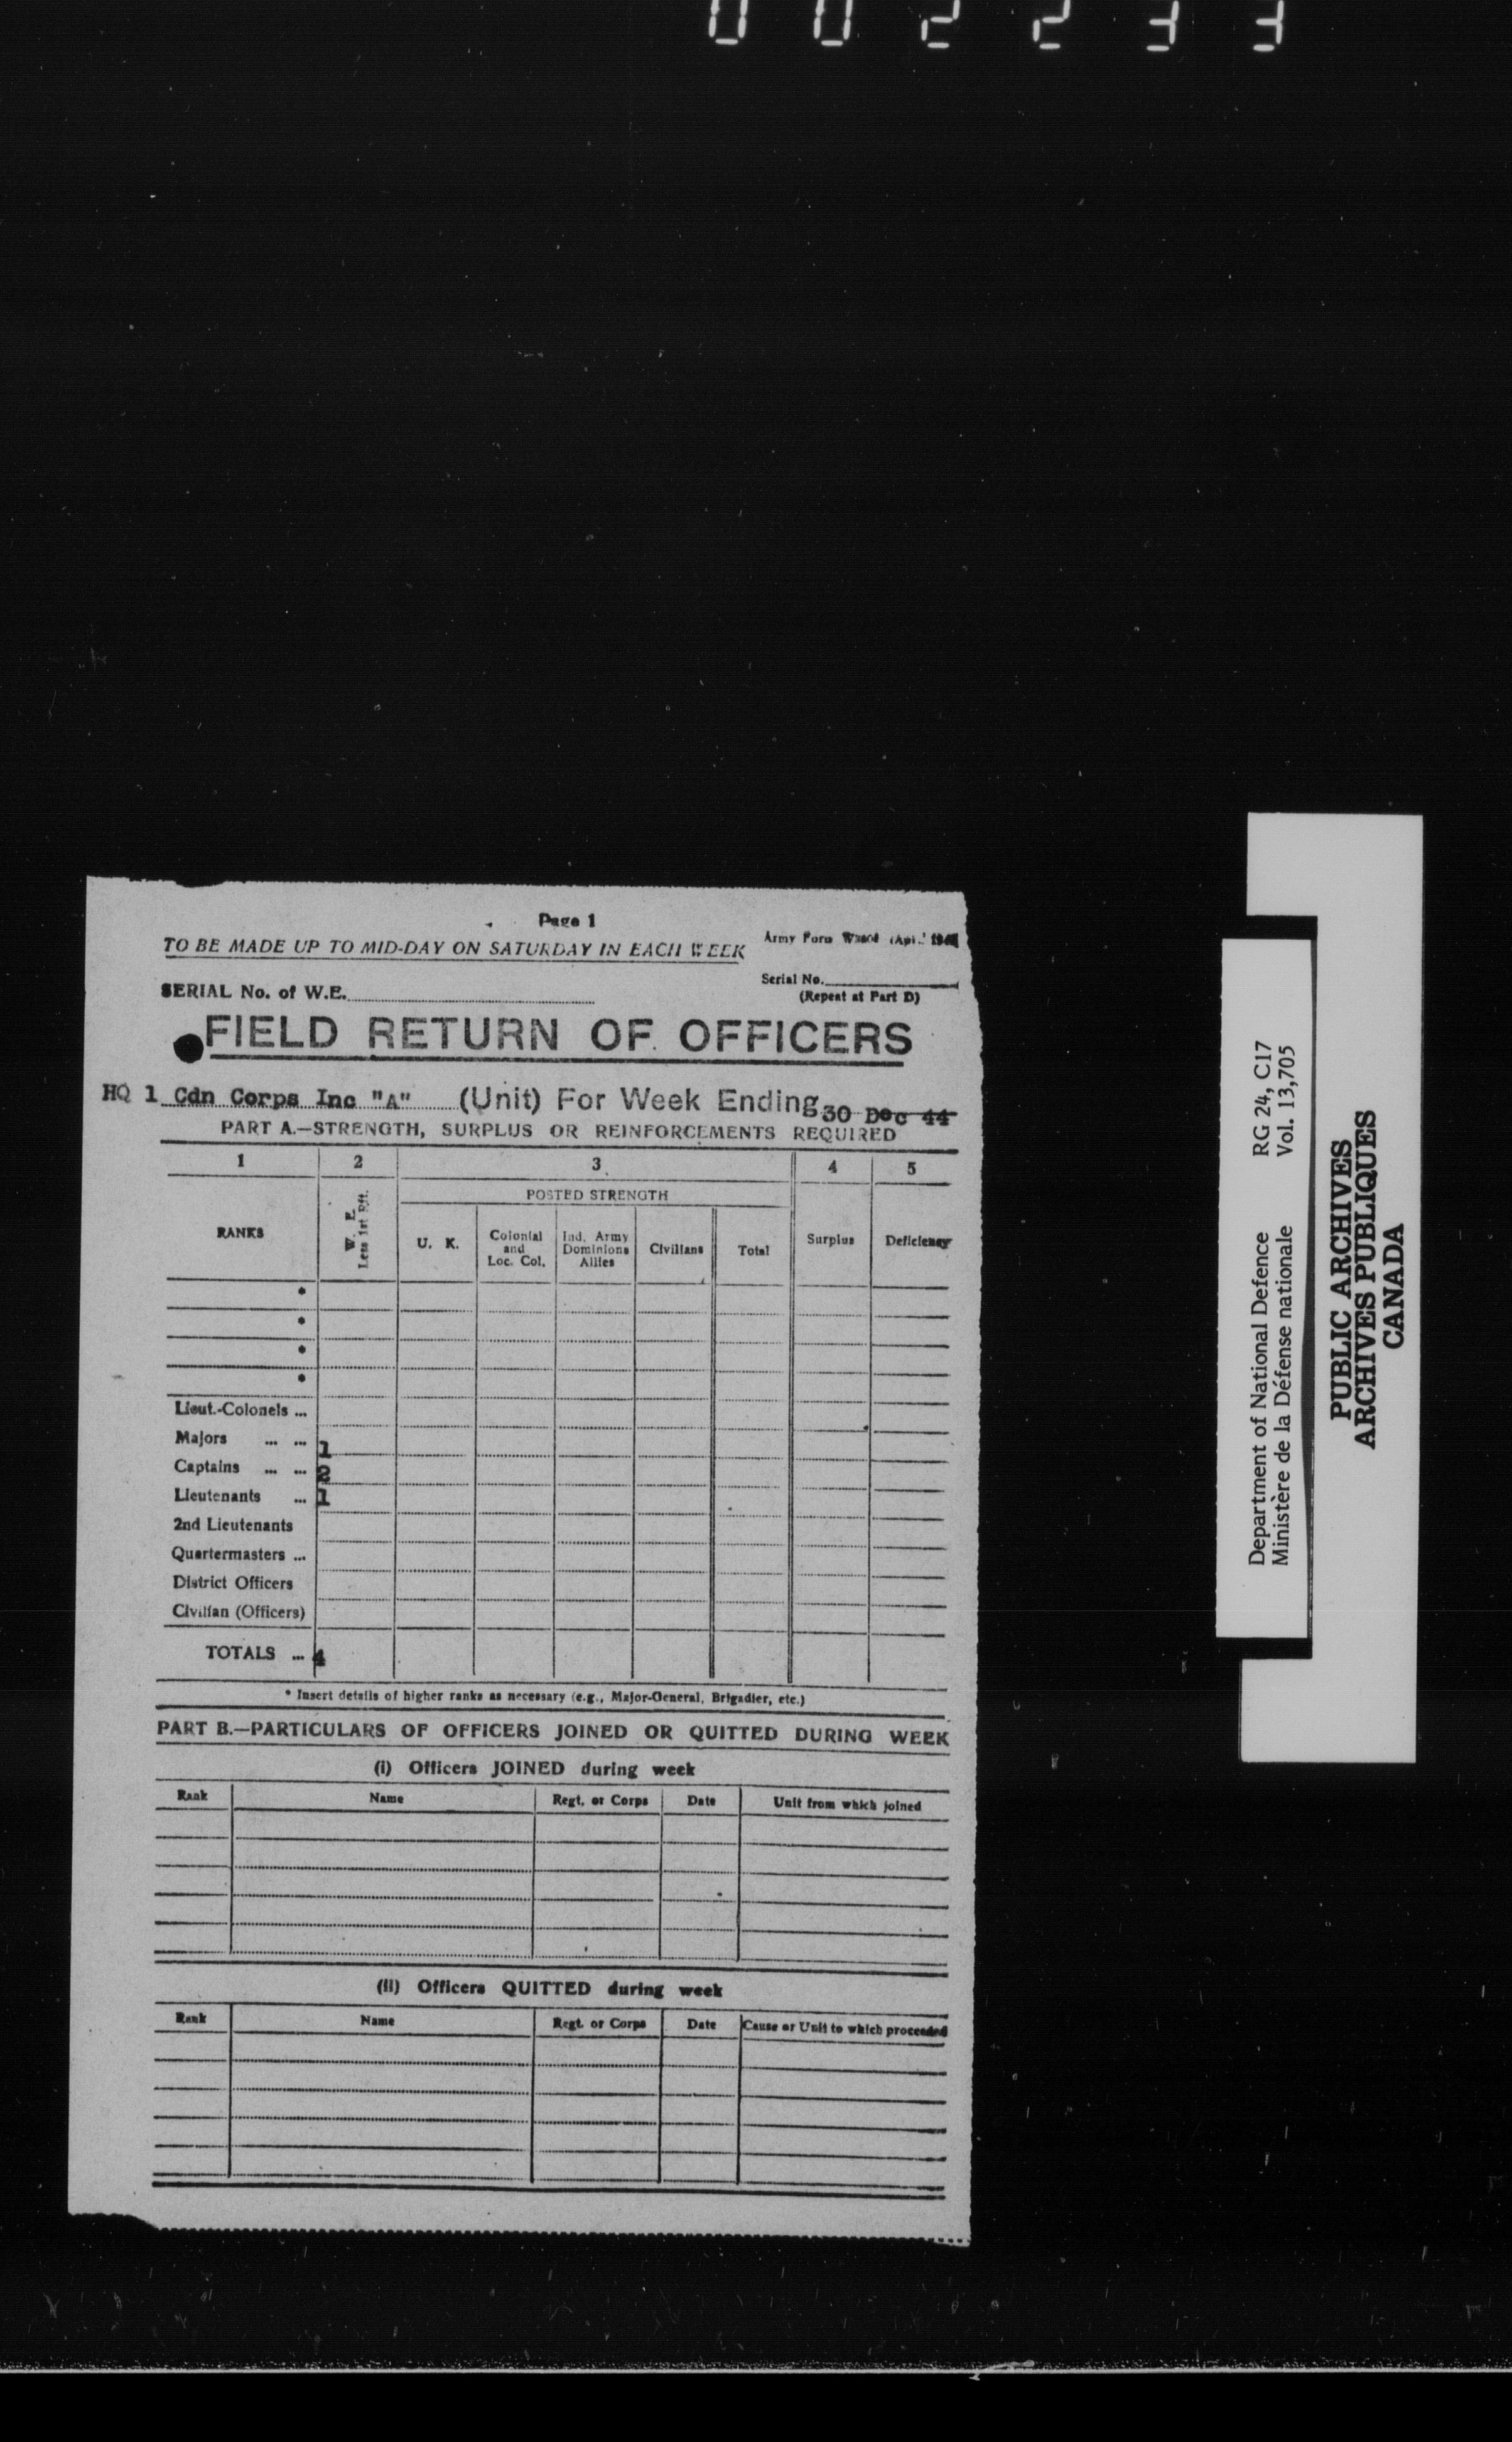 002233
Page 1
TO BE MADE UP TO MID-DAY ON SATURDAY IN EACH WEEK
Army Form
SERIAL No. of W.E.
Serial No.
(Repeat at Part D)
FIELD RETURN OF OFFICERS
HQ 1 Cdn Corps Inc "A" (Unit) For Week Ending 30 Dec 44
PART A.—STRENGTH, SURPLUS OR REINFORCEMENTS REQUIRED
1 2 3 4 5
RANKS
W. E.
Less 1st Rft.
POSTED STRENGTH
U. K.
Colonial
and
Loc. Col.
Ind. Army
Dominions
Allies
Civilians
Total
Surplus
Deficiency
*
*
*
*
Lieut.-Colonels ...
Majors ... ... 1
Captains ... ... 2
Lieutenants ... 1
2nd Lieutenants
Quartermasters ...
District Officers
Civilian (Officers)
TOTALS ... 4
* Insert details of higher ranks as necessary (e.g., Major-General, Brigadier, etc.)
PART B.—PARTICULARS OF OFFICERS JOINED OR QUITTED DURING WEEK
(i) Officers JOINED during week
Rank Name Regt. or Corps Date Unit from which joined
(ii) Officers QUITTED during week
Rank Name Regt. or Corps Date Cause or Unit to which proceeded
Department of National Defence RG 24, C17
Ministère de la Défense nationale Vol. 13,705
PUBLIC ARCHIVES
ARCHIVES PUBLIQUES
CANADA